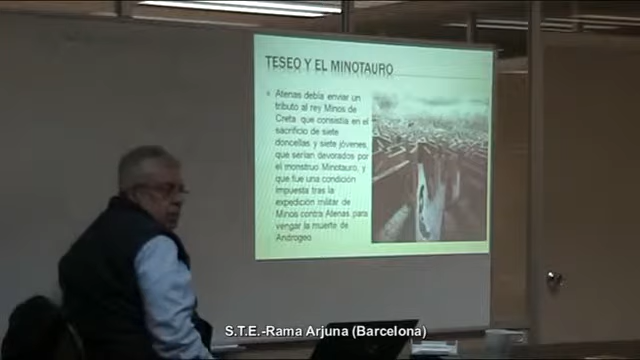 TESEO Y EL MINOTAURO
Atenas debía enviar un
tributo al rey Minos de
Creta que consistía en el
sacrificio de siete
doncellas y siete jóvenes,
que serían devorados por
el monstruo Minotauro, y
que fue una condición
impuesta tras la
expedición militar de
Minos contra Atenas para
vengar la muerte de
Androgeo
S.T.E.-Rama Arjuna (Barcelona)